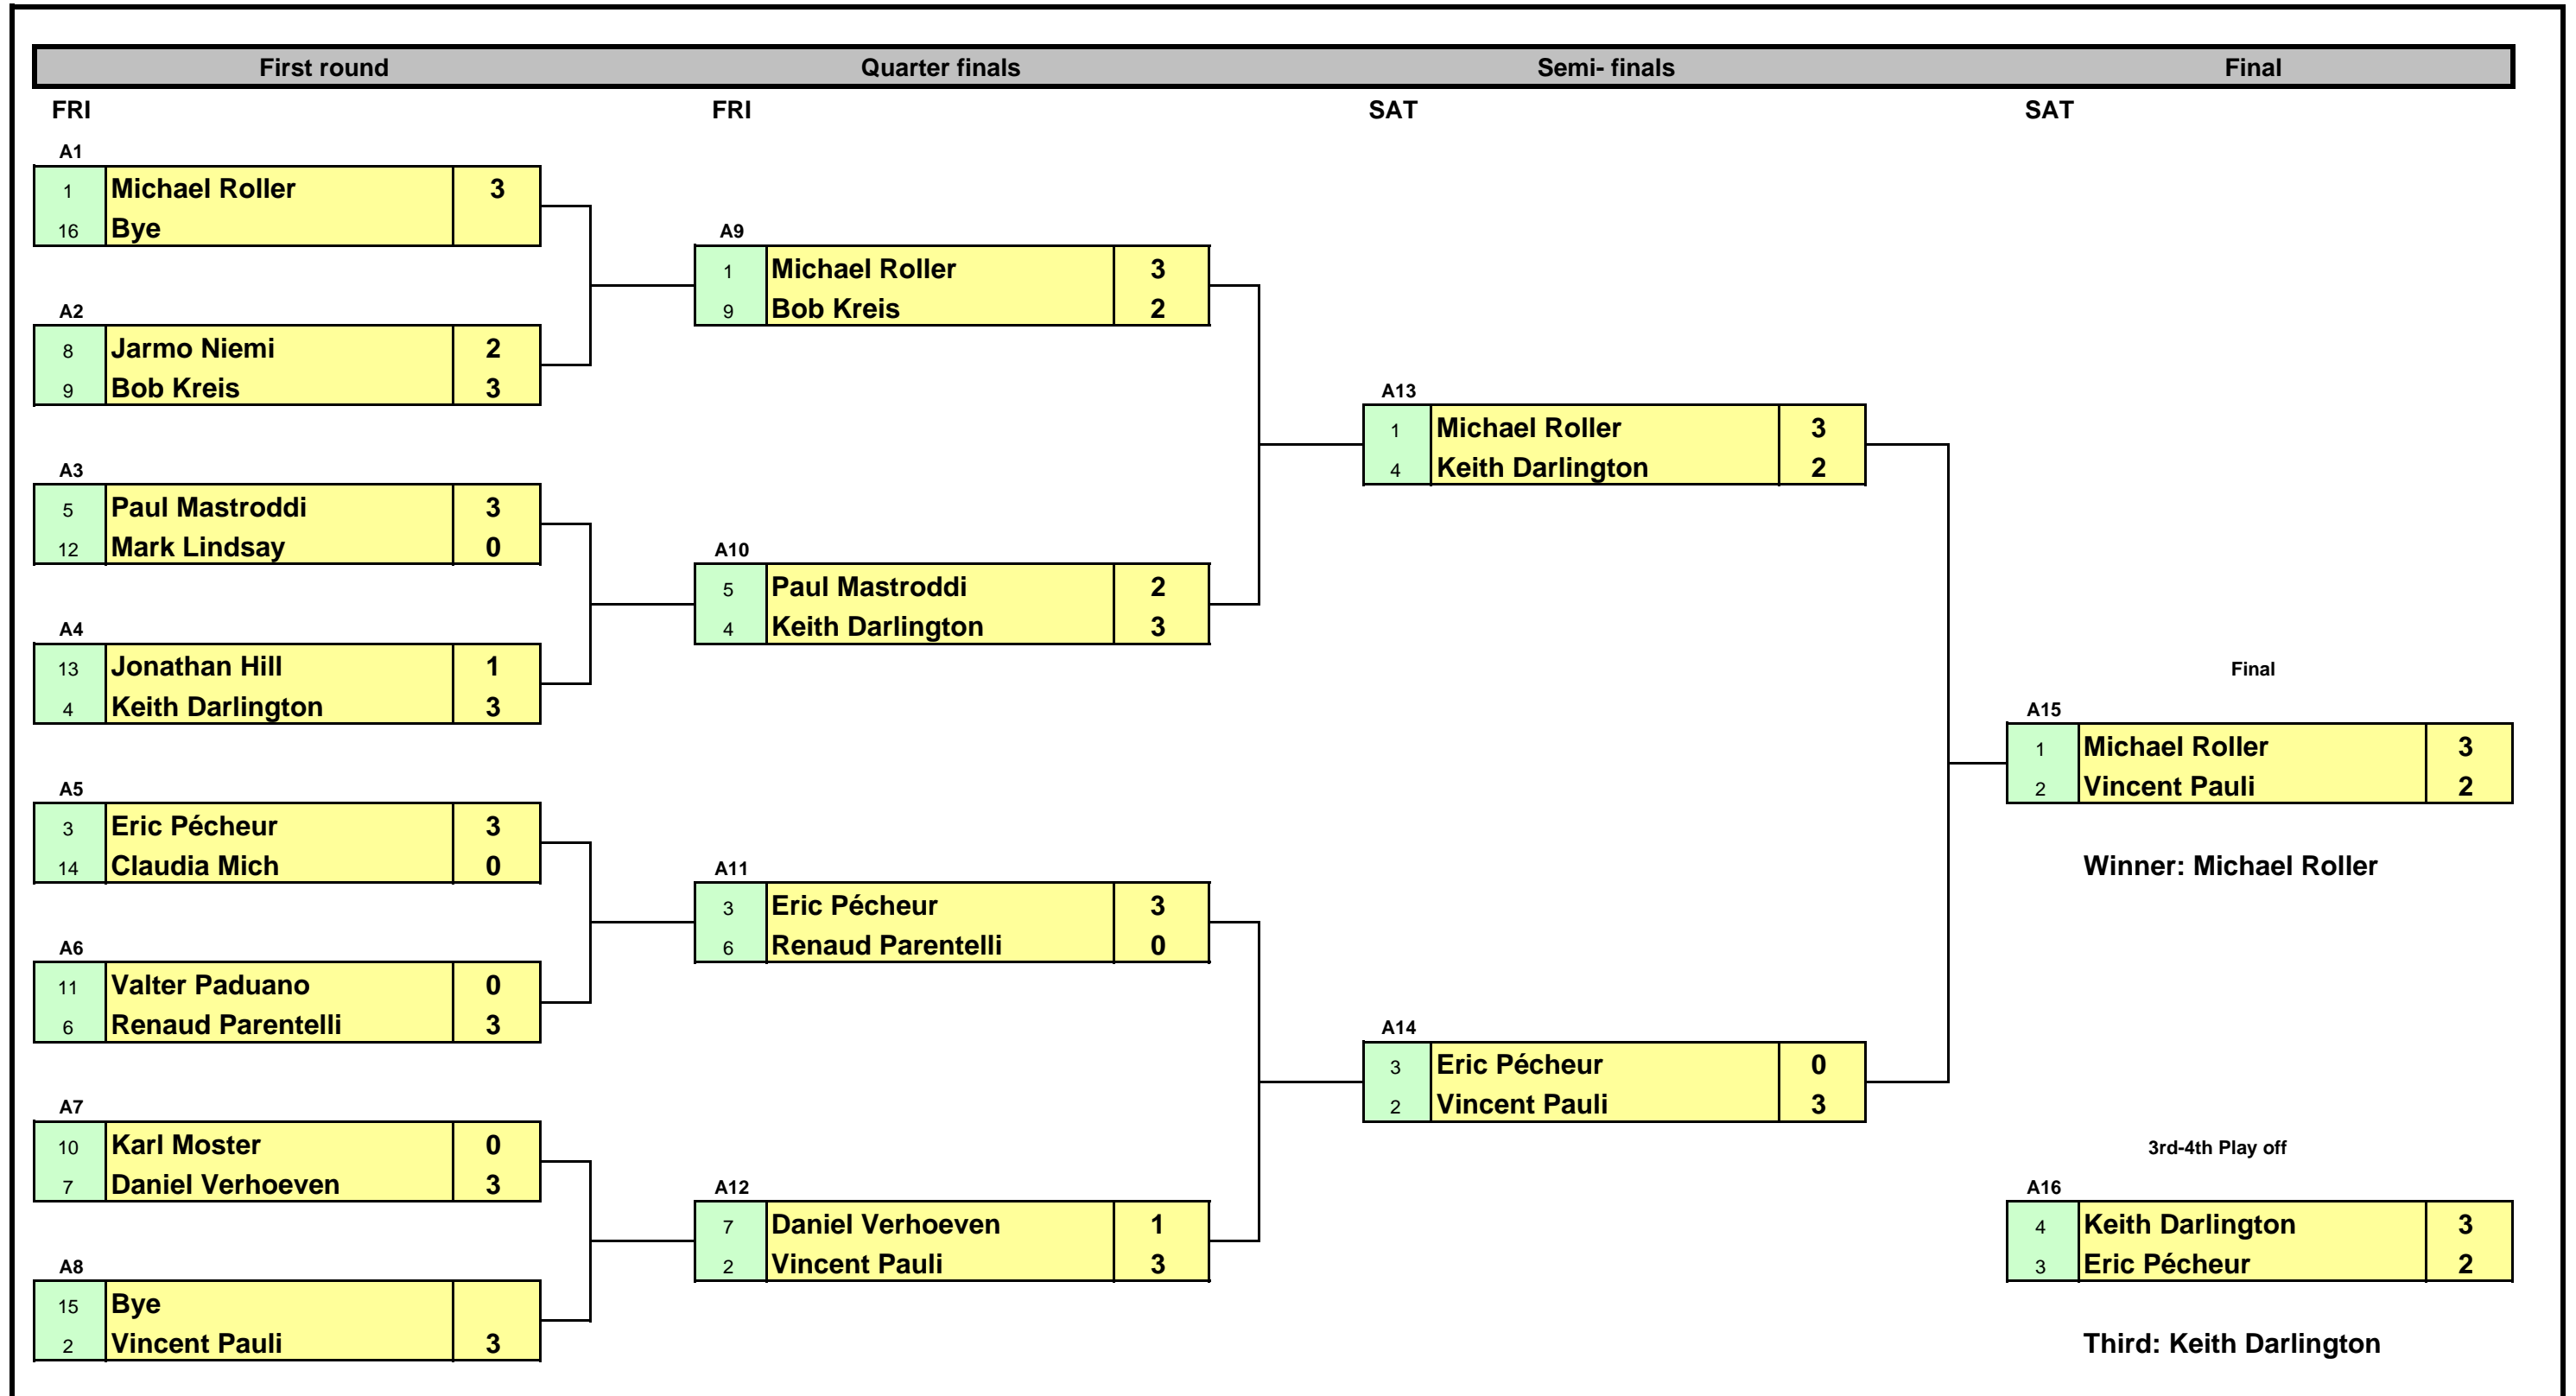 First round Quarter finals Semi- finals Final
FRI FRI SAT SAT
A1
1 Michael Roller 3
16 Bye
A2
8 Jarmo Niemi 2
9 Bob Kreis 3
A3
5 Paul Mastroddi 3
12 Mark Lindsay 0
A4
13 Jonathan Hill 1
4 Keith Darlington 3
A5
3 Eric Pécheur 3
14 Claudia Mich 0
A6
11 Valter Paduano 0
6 Renaud Parentelli 3
A7
10 Karl Moster 0
7 Daniel Verhoeven 3
A8
15 Bye
2 Vincent Pauli 3
A9
1 Michael Roller 3
9 Bob Kreis 2
A10
5 Paul Mastroddi 2
4 Keith Darlington 3
A11
3 Eric Pécheur 3
6 Renaud Parentelli 0
A12
7 Daniel Verhoeven 1
2 Vincent Pauli 3
A13
1 Michael Roller 3
4 Keith Darlington 2
A14
3 Eric Pécheur 0
2 Vincent Pauli 3
Final
A15
1 Michael Roller 3
2 Vincent Pauli 2
Winner: Michael Roller
3rd-4th Play off
A16
4 Keith Darlington 3
3 Eric Pécheur 2
Third: Keith Darlington